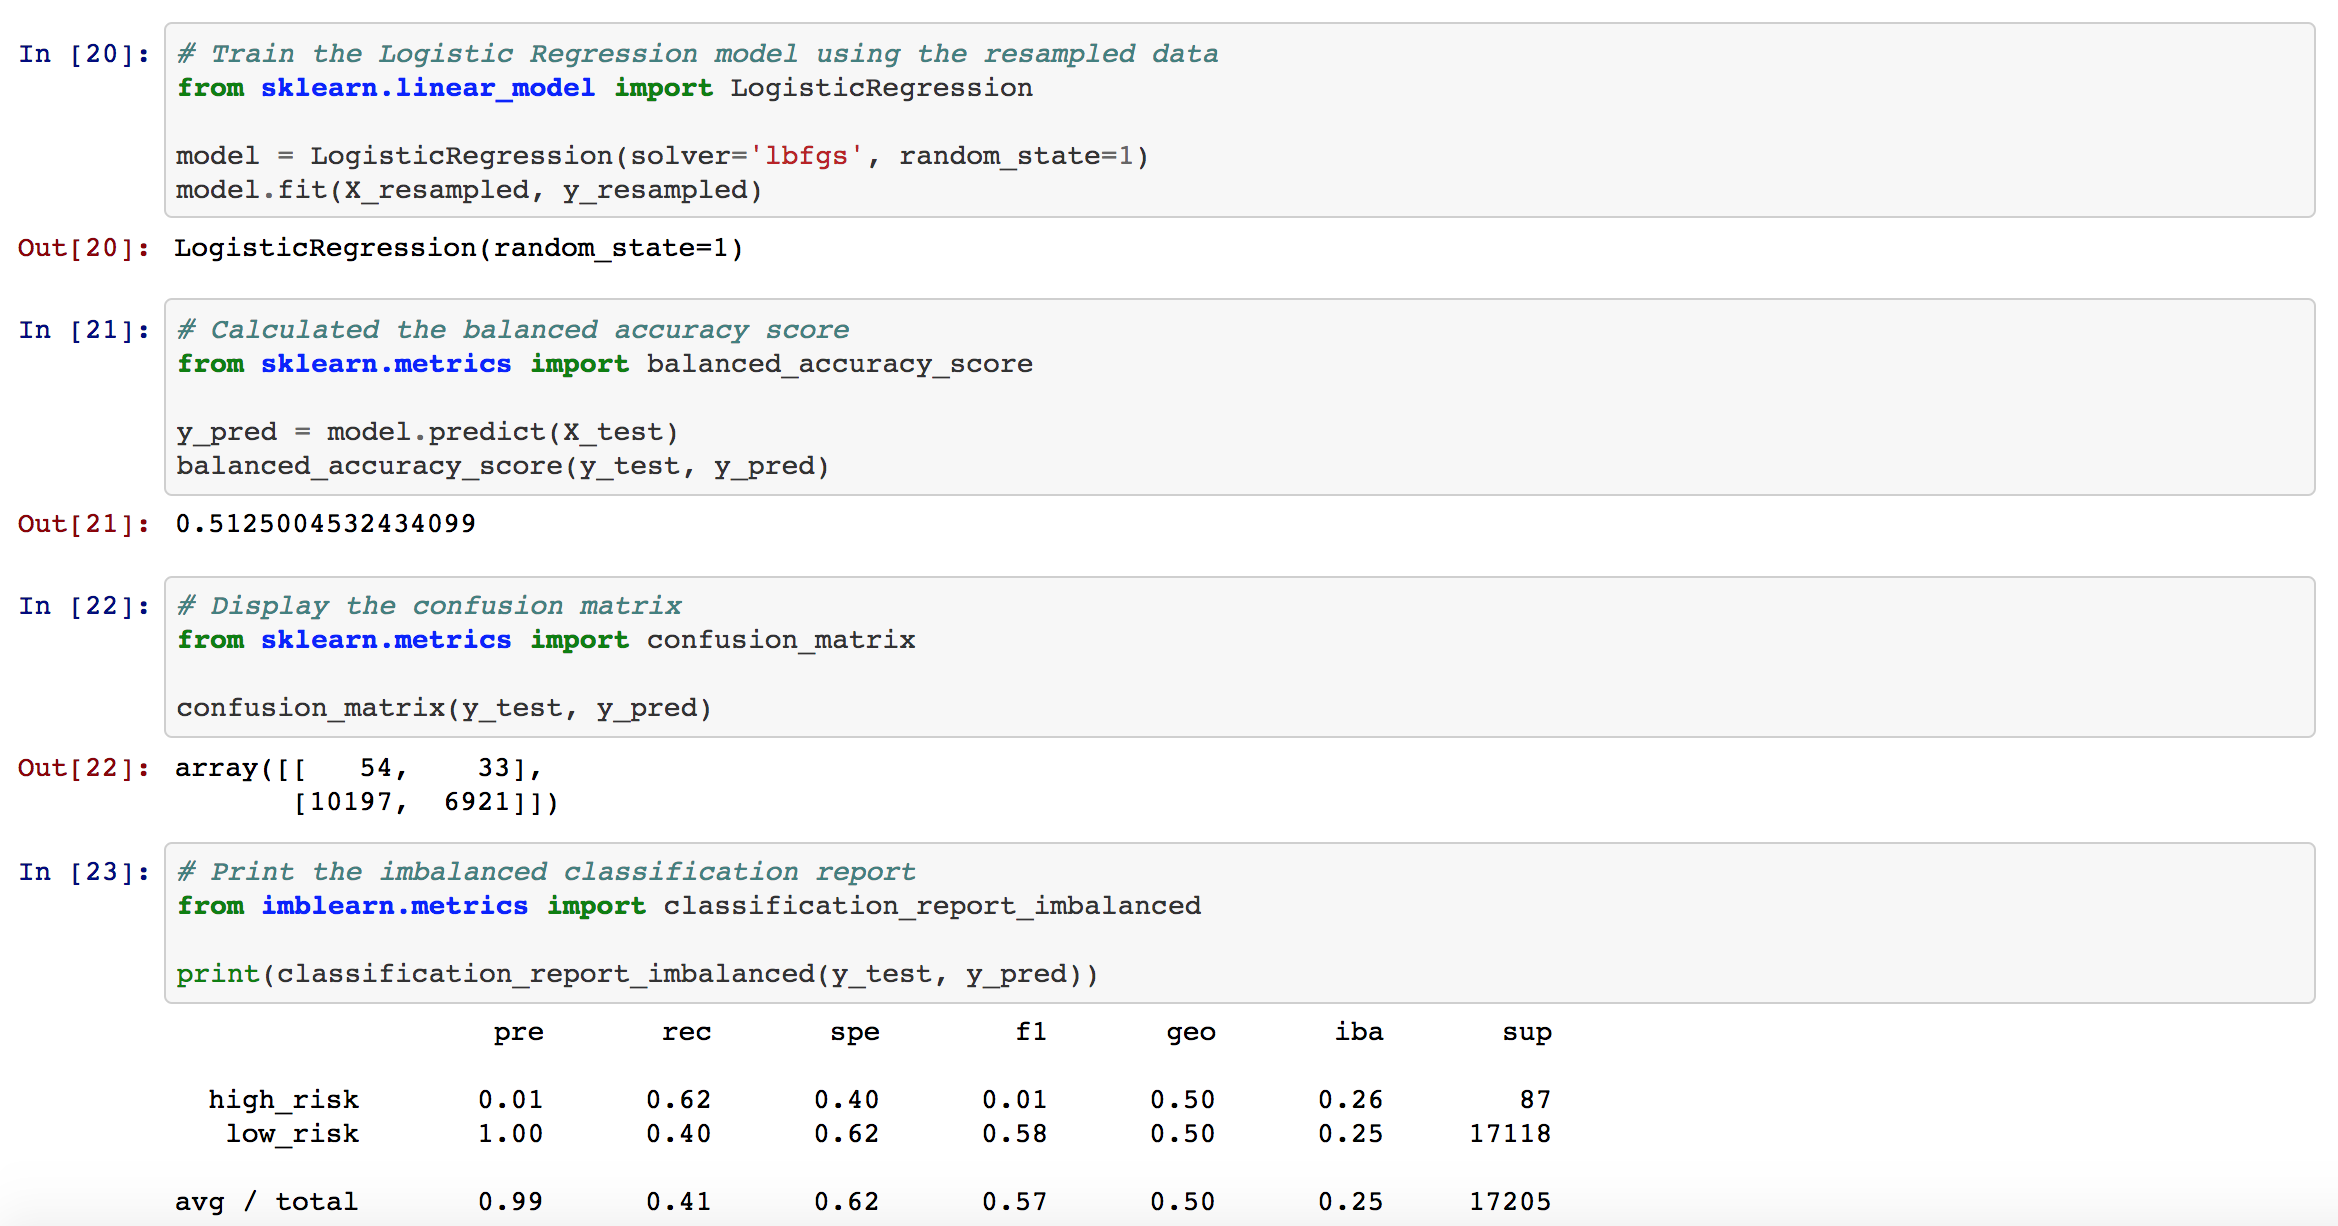 In [20]: # Train the Logistic Regression model using the resampled data
from sklearn.linear_model import LogisticRegression
model = LogisticRegression(solver='lbfgs', random_state=1)
model.fit(X_resampled, y_resampled)
Out[20]: LogisticRegression(random_state=1)
In [21]: # Calculated the balanced accuracy score
from sklearn.metrics import balanced_accuracy_score
y_pred = model.predict(X_test)
balanced_accuracy_score(y_test, y_pred)
Out[21]: 0.5125004532434099
In [22]: # Display the confusion matrix
from sklearn.metrics import confusion_matrix
confusion_matrix(y_test, y_pred)
Out[22]: array([[   54,    33],
       [10197,  6921]])
In [23]: # Print the imbalanced classification report
from imblearn.metrics import classification_report_imbalanced
print(classification_report_imbalanced(y_test, y_pred))
pre rec spe f1 geo iba sup
high_risk 0.01 0.62 0.40 0.01 0.50 0.26 87
low_risk 1.00 0.40 0.62 0.58 0.50 0.25 17118
avg / total 0.99 0.41 0.62 0.57 0.50 0.25 17205